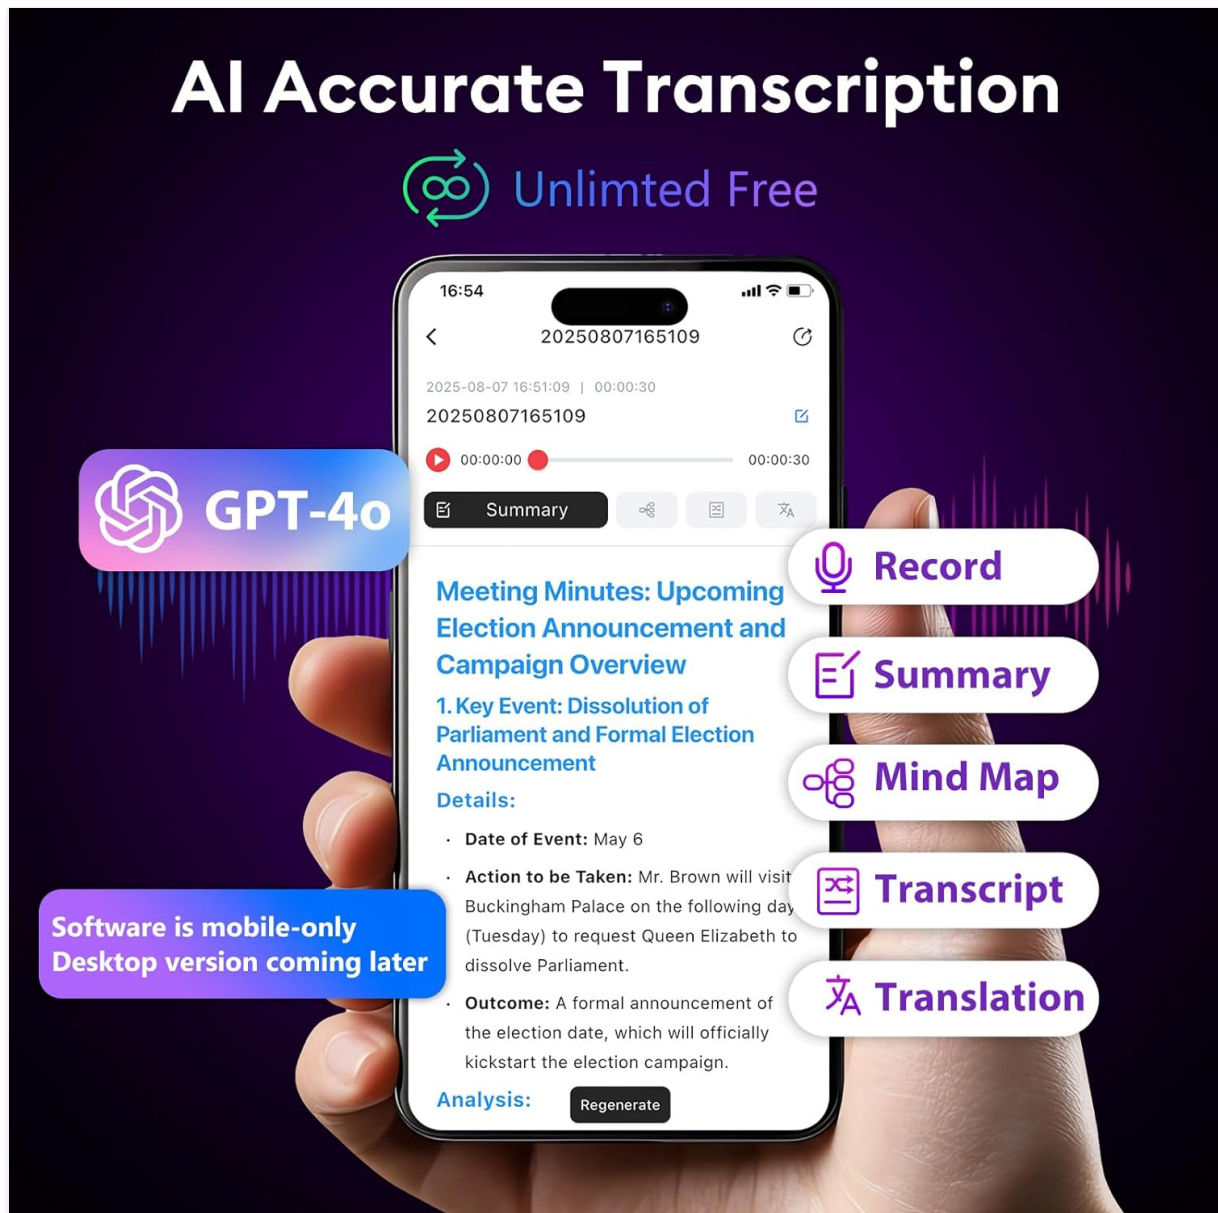 AI Accurate Transcription
Unlimted Free
16:54
20250807165109
2025-08-07 16:51:09 | 00:00:30
20250807165109
00:00:00
00:00:30
Summary
GPT-4o
Meeting Minutes: Upcoming
Election Announcement and
Campaign Overview
1. Key Event: Dissolution of
Parliament and Formal Election
Announcement
Details:
· Date of Event: May 6
· Action to be Taken: Mr. Brown will visit
Buckingham Palace on the following day
(Tuesday) to request Queen Elizabeth to
dissolve Parliament.
· Outcome: A formal announcement of
the election date, which will officially
kickstart the election campaign.
Analysis:
Regenerate
Record
Summary
Mind Map
Transcript
Translation
Software is mobile-only
Desktop version coming later